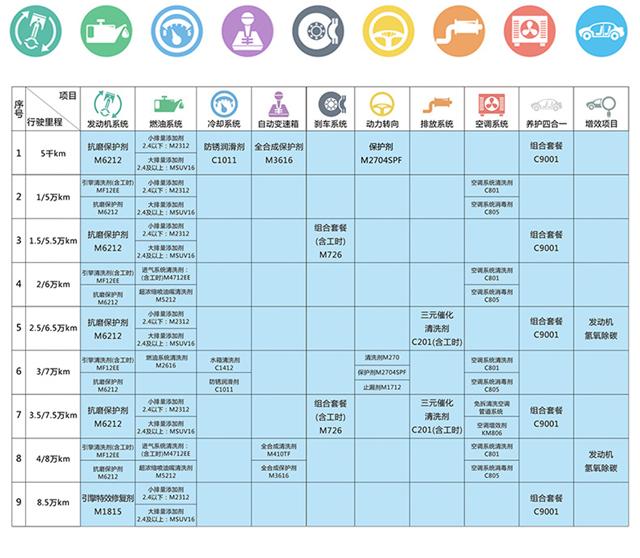 序号
项目
行驶里程
发动机系统
燃油系统
冷却系统
自动变速箱
刹车系统
动力转向
排放系统
空调系统
养护四合一
增效项目
1
5千km
抗磨保护剂
M6212
小排量添加剂
2.4以下：M2312
大排量添加剂
2.4及以上：MSUV16
防锈润滑剂
C1011
全合成保护剂
M3616
保护剂
M2704SPF
组合套餐
C9001
2
1/5万km
引擎清洗剂(含工时)
MF12EE
抗磨保护剂
M6212
小排量添加剂
2.4以下：M2312
大排量添加剂
2.4及以上：MSUV16
空调系统清洗剂
C801
空调系统消毒剂
C805
3
1.5/5.5万km
抗磨保护剂
M6212
小排量添加剂
2.4以下：M2312
大排量添加剂
2.4及以上：MSUV16
组合套餐
(含工时)
M726
组合套餐
C9001
4
2/6万km
引擎清洗剂(含工时)
MF12EE
抗磨保护剂
M6212
进气系统清洗剂：
(含工时)M4712EE
超浓缩喷油嘴清洗剂
M5212
空调系统清洗剂
C801
空调系统消毒剂
C805
5
2.5/6.5万km
抗磨保护剂
M6212
小排量添加剂
2.4以下：M2312
大排量添加剂
2.4及以上：MSUV16
三元催化
清洗剂
C201(含工时)
组合套餐
C9001
发动机
氢氧除碳
6
3/7万km
引擎清洗剂(含工时)
MF12EE
抗磨保护剂
M6212
燃油系统清洗剂
M2616
水箱清洗剂
C1412
防锈润滑剂
C1011
清洗剂M270
保护剂M2704SPF
止漏剂M1712
空调系统清洗剂
C801
空调系统消毒剂
C805
7
3.5/7.5万km
抗磨保护剂
M6212
小排量添加剂
2.4以下：M2312
大排量添加剂
2.4及以上：MSUV16
组合套餐
(含工时)
M726
三元催化
清洗剂
C201(含工时)
免拆清洗空调
管道系统
空调增效剂
KM806
组合套餐
C9001
8
4/8万km
引擎清洗剂(含工时)
MF12EE
抗磨保护剂
M6212
进气系统清洗剂：
(含工时)M4712EE
超浓缩喷油嘴清洗剂
M5212
全合成清洗剂
M410TF
全合成保护剂
M3616
空调系统清洗剂
C801
空调系统消毒剂
C805
发动机
氢氧除碳
9
8.5万km
引擎特效修复剂
M1815
小排量添加剂
2.4以下：M2312
大排量添加剂
2.4及以上：MSUV16
组合套餐
C9001